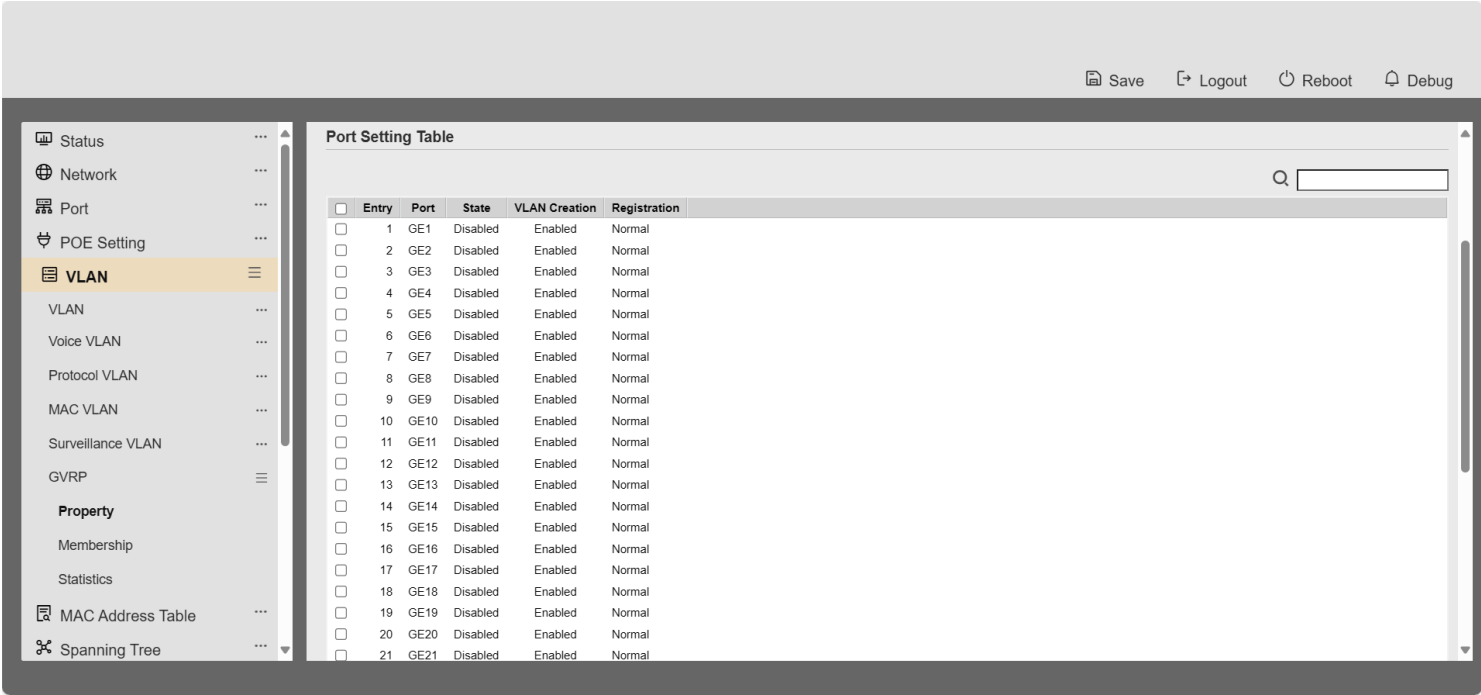 Save Logout Reboot Debug
Status
Network
Port
POE Setting
VLAN
VLAN
Voice VLAN
Protocol VLAN
MAC VLAN
Surveillance VLAN
GVRP
Property
Membership
Statistics
MAC Address Table
Spanning Tree
Port Setting Table
Entry Port State VLAN Creation Registration
1 GE1 Disabled Enabled Normal
2 GE2 Disabled Enabled Normal
3 GE3 Disabled Enabled Normal
4 GE4 Disabled Enabled Normal
5 GE5 Disabled Enabled Normal
6 GE6 Disabled Enabled Normal
7 GE7 Disabled Enabled Normal
8 GE8 Disabled Enabled Normal
9 GE9 Disabled Enabled Normal
10 GE10 Disabled Enabled Normal
11 GE11 Disabled Enabled Normal
12 GE12 Disabled Enabled Normal
13 GE13 Disabled Enabled Normal
14 GE14 Disabled Enabled Normal
15 GE15 Disabled Enabled Normal
16 GE16 Disabled Enabled Normal
17 GE17 Disabled Enabled Normal
18 GE18 Disabled Enabled Normal
19 GE19 Disabled Enabled Normal
20 GE20 Disabled Enabled Normal
21 GE21 Disabled Enabled Normal